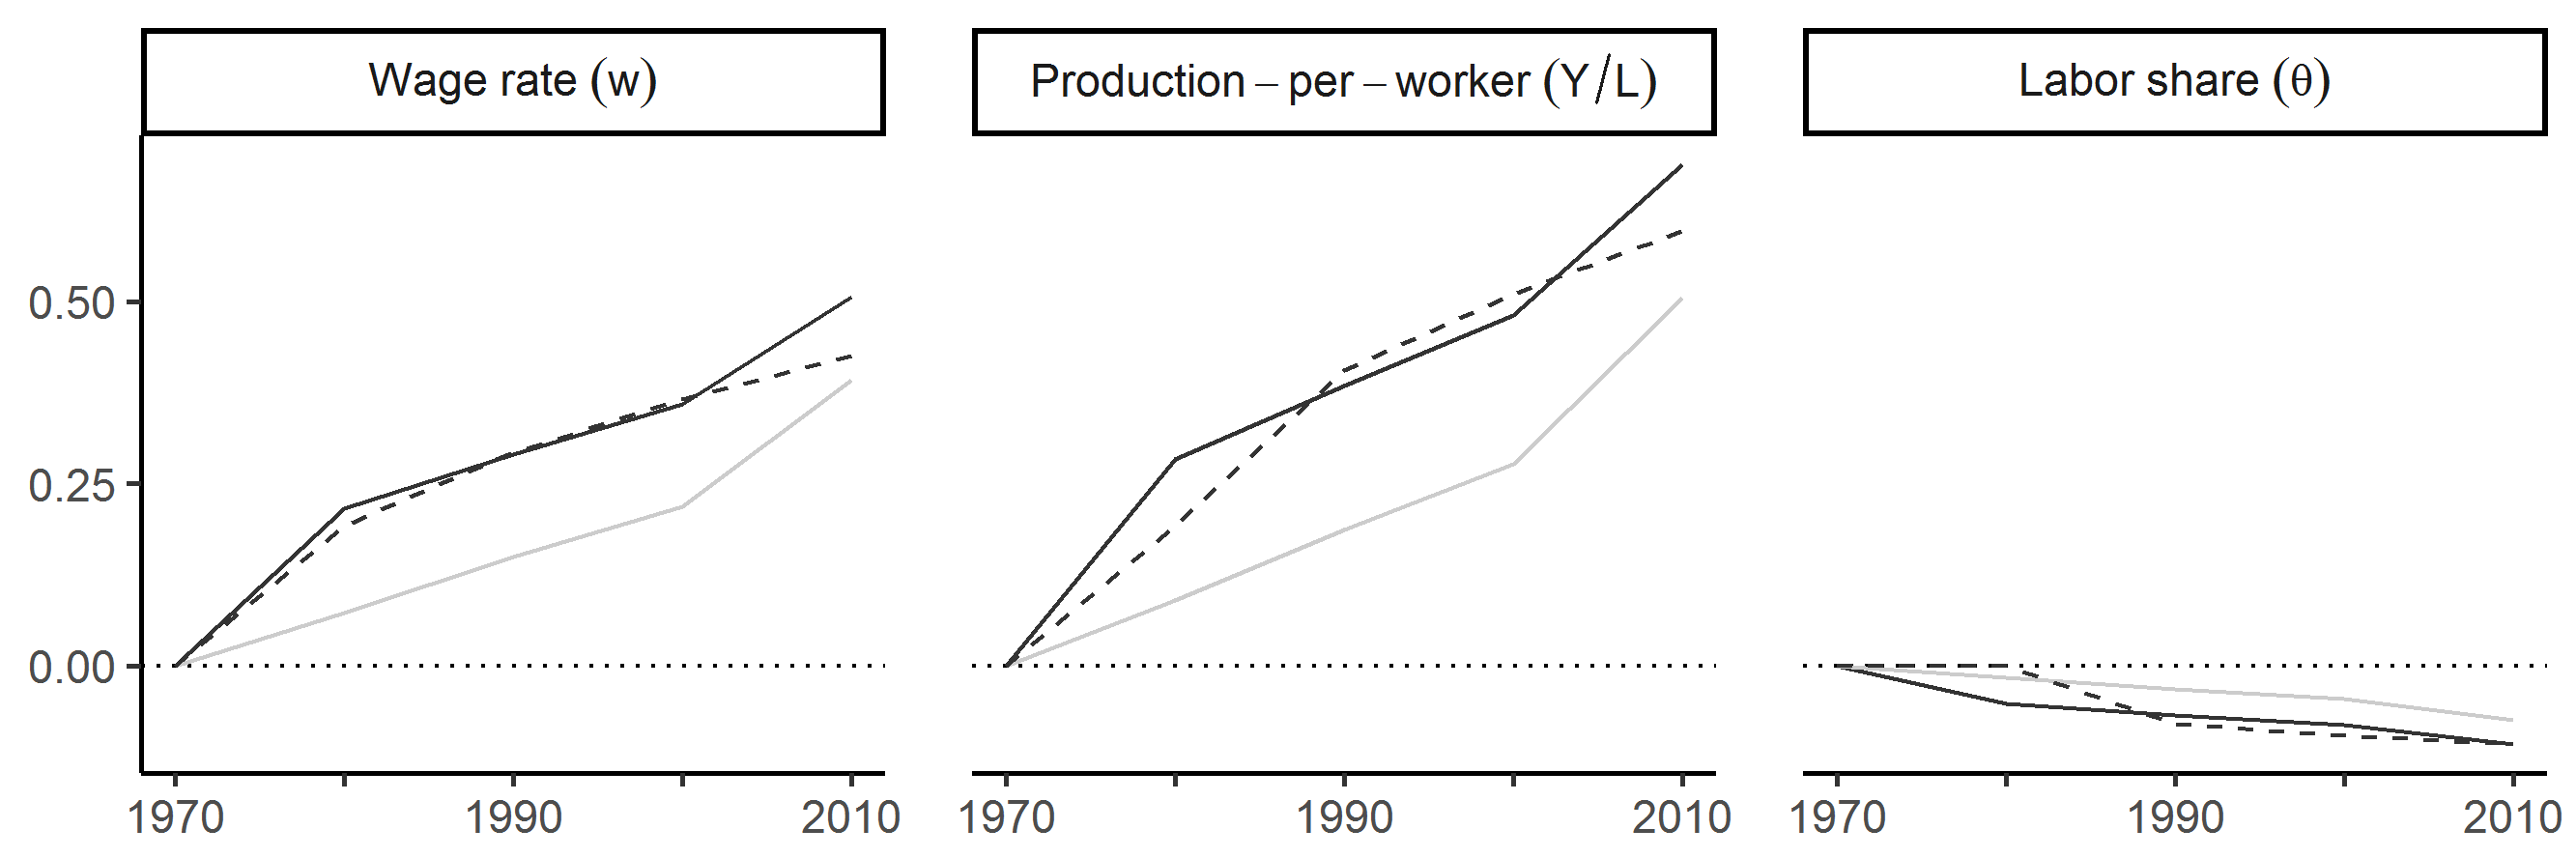 Wage rate (w)
Production – per – worker (Y/L)
Labor share (θ)
0.50
0.25
0.00
1970 1990 2010 1970 1990 2010 1970 1990 2010